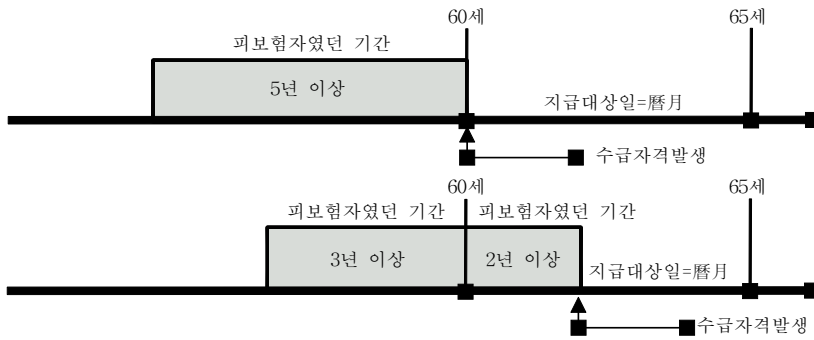 60세 65세
피보험자였던 기간
5년 이상
지급대상일=曆月
수급자격발생
60세 65세
피보험자였던 기간 피보험자였던 기간
3년 이상 2년 이상
지급대상일=曆月
수급자격발생